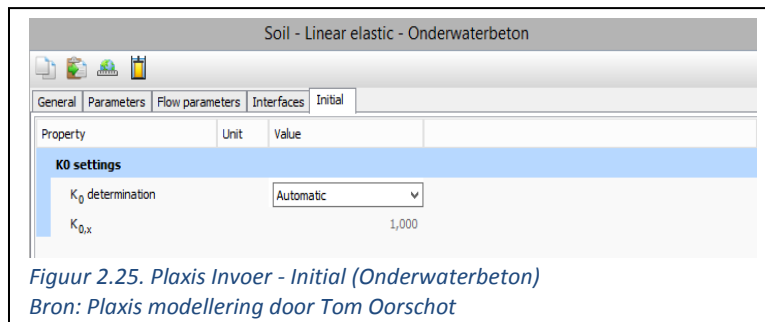 Soil - Linear elastic - Onderwaterbeton
General Parameters Flow parameters Interfaces Initial
Property Unit Value
K0 settings
K0 determination Automatic
K0,x 1,000
Figuur 2.25. Plaxis Invoer - Initial (Onderwaterbeton)
Bron: Plaxis modellering door Tom Oorschot